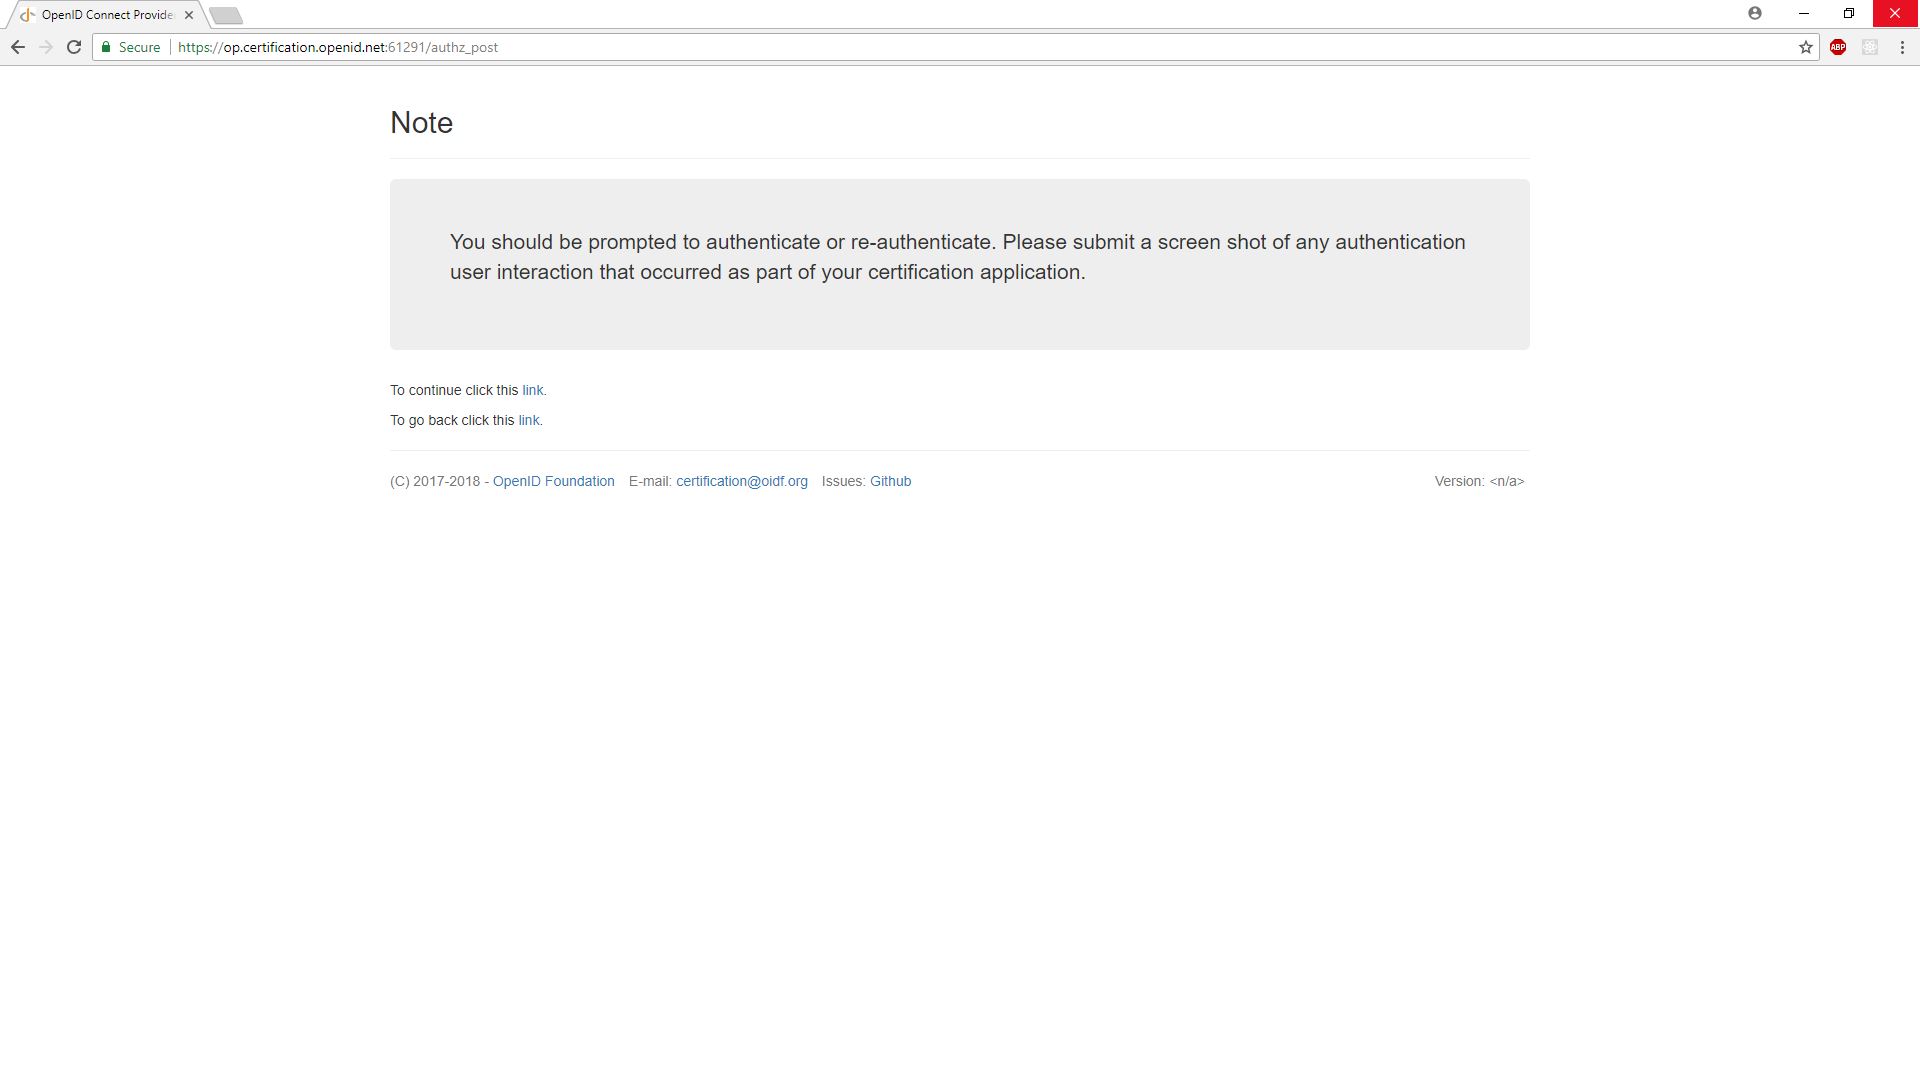 OpenID Connect Provide
Secure
https://op.certification.openid.net:61291/authz_post
ABP
Note
You should be prompted to authenticate or re-authenticate. Please submit a screen shot of any authentication
user interaction that occurred as part of your certification application.
To continue click this link.
To go back click this link.
(C) 2017-2018 - OpenID Foundation E-mail: certification@oidf.org Issues: Github Version: <n/a>